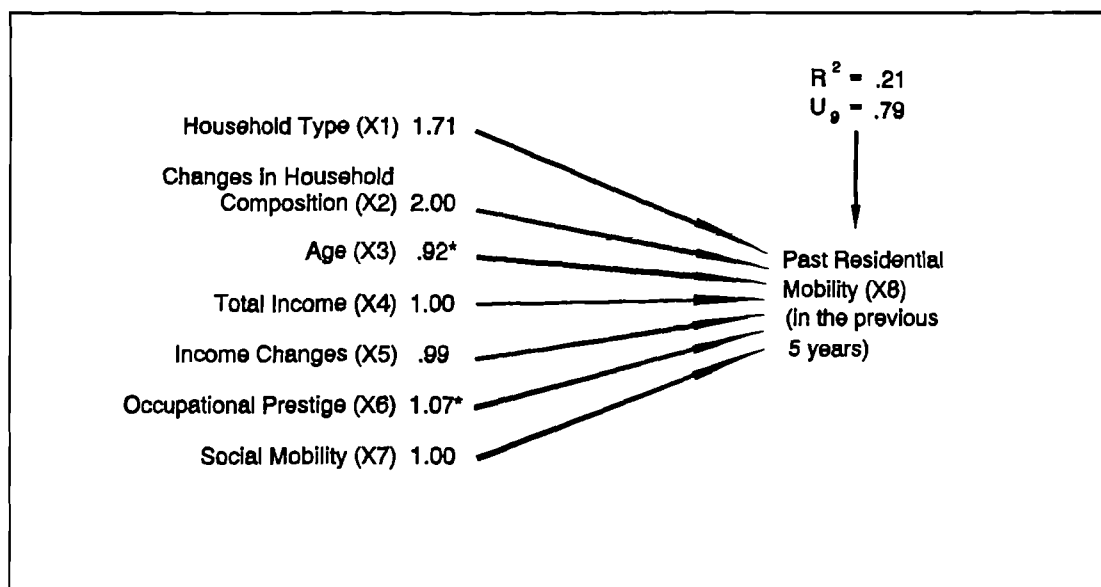 R² = .21
U₉ = .79
Household Type (X1) 1.71
Changes in Household
Composition (X2) 2.00
Age (X3) .92*
Total Income (X4) 1.00
Income Changes (X5) .99
Occupational Prestige (X6) 1.07*
Social Mobility (X7) 1.00
Past Residential
Mobility (X8)
(in the previous
5 years)